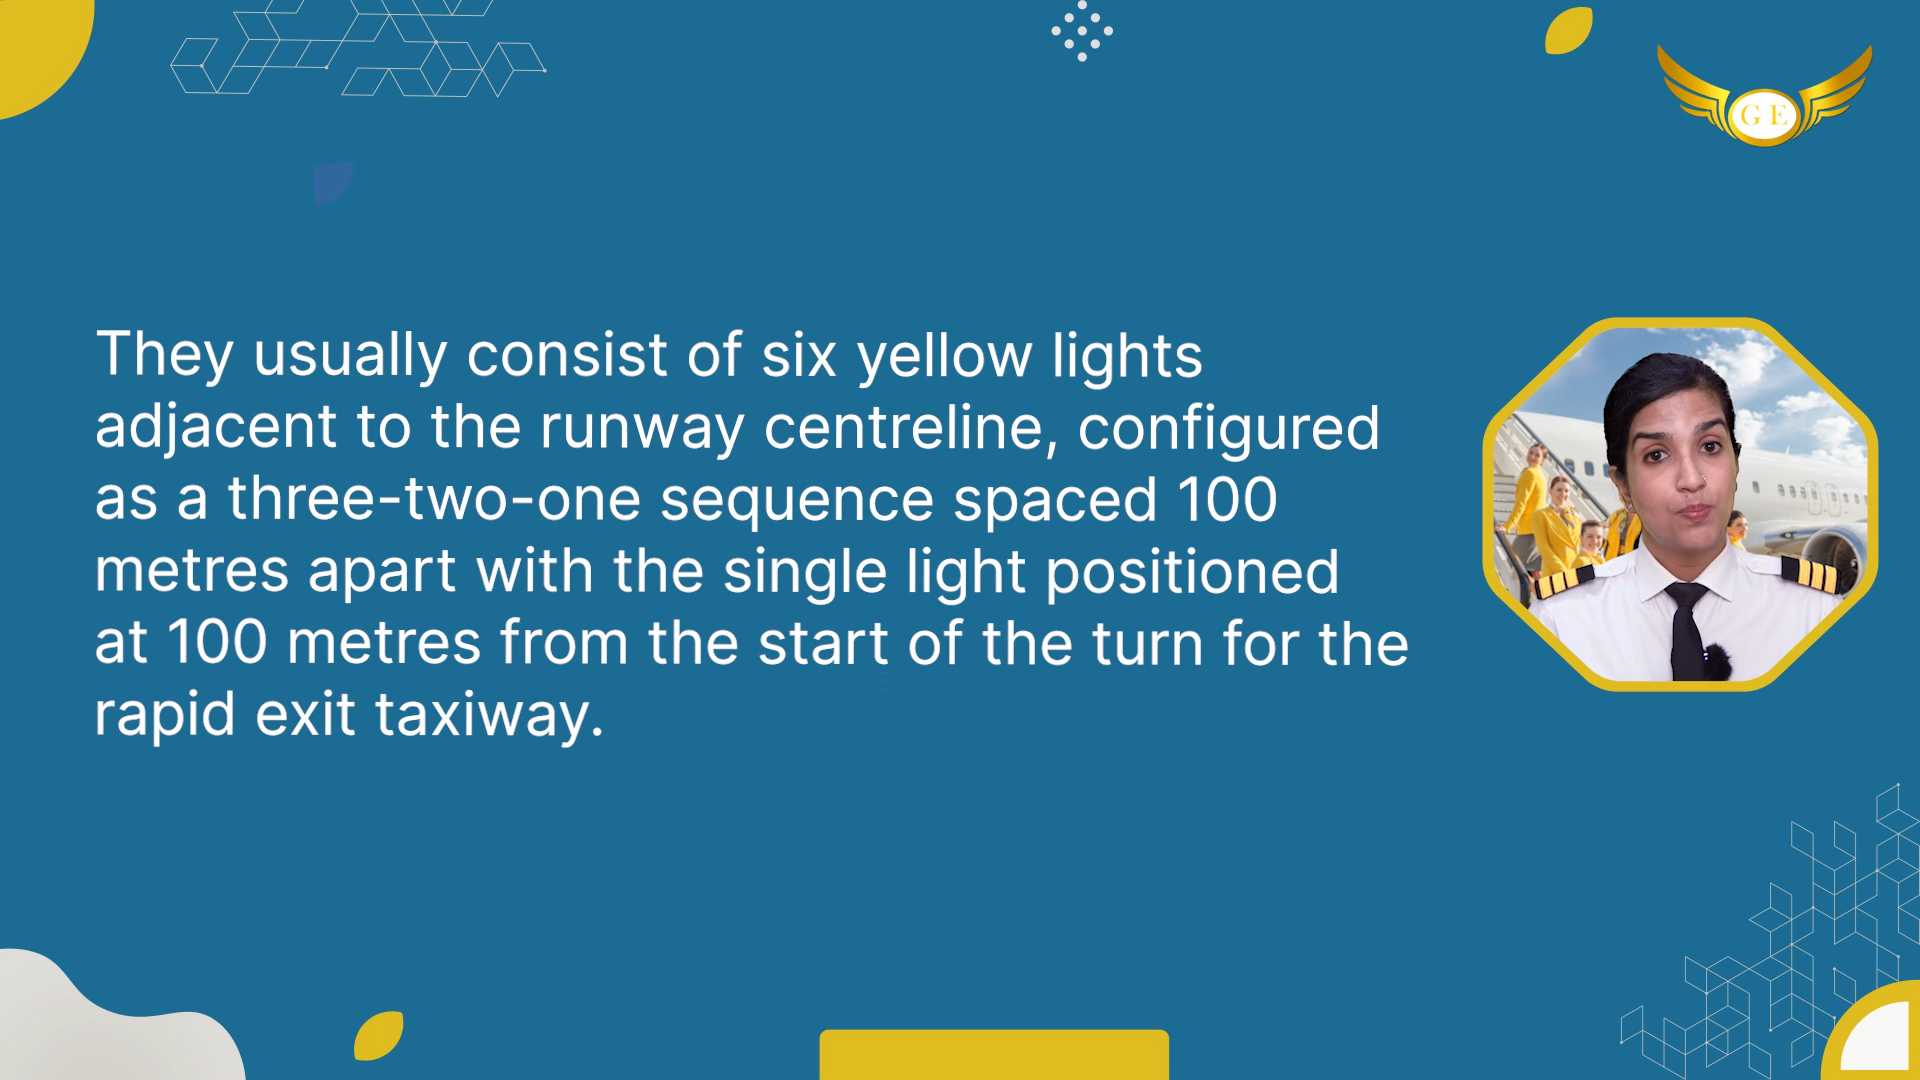 G E
They usually consist of six yellow lights
adjacent to the runway centreline, configured
as a three-two-one sequence spaced 100
metres apart with the single light positioned
at 100 metres from the start of the turn for the
rapid exit taxiway.